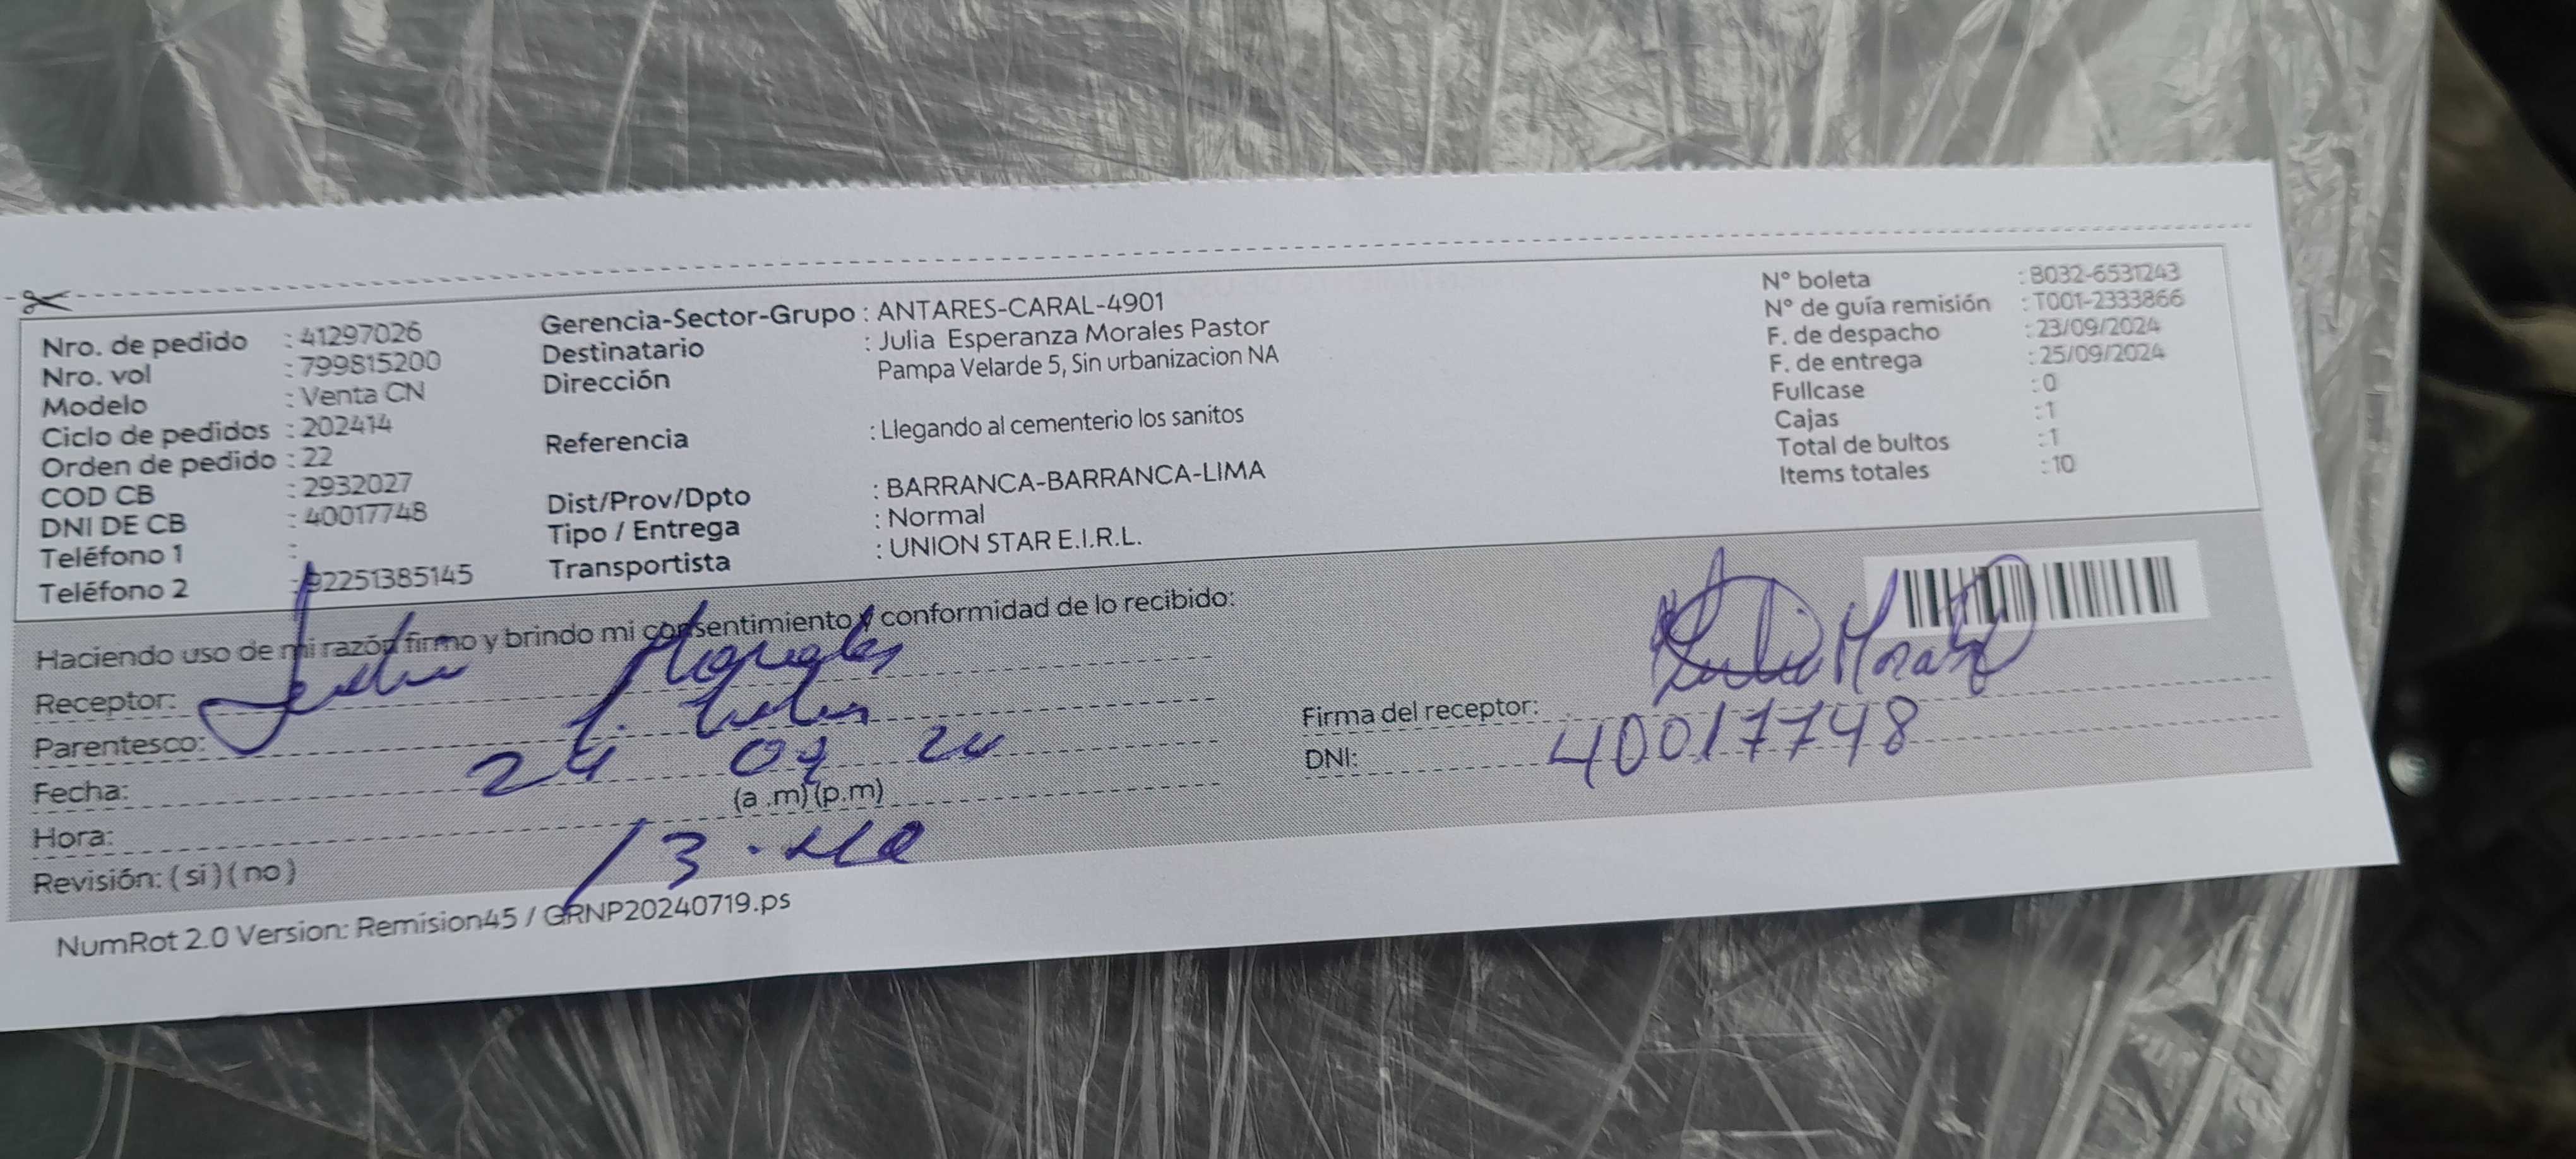 Nro. de pedido : 41297026
Nro. vol : 799815200
Modelo : Venta CN
Ciclo de pedidos : 202414
Orden de pedido : 22
COD CB : 2932027
DNI DE CB : 40017748
Teléfono 1 :
Teléfono 2 : 92251385145
Gerencia-Sector-Grupo : ANTARES-CARAL-4901
Destinatario : Julia Esperanza Morales Pastor
Dirección Pampa Velarde 5, Sin urbanizacion NA
Referencia : Llegando al cementerio los sanitos
Dist/Prov/Dpto : BARRANCA-BARRANCA-LIMA
Tipo / Entrega : Normal
Transportista : UNION STAR E.I.R.L.
N° boleta : B032-6531243
N° de guía remisión : T001-2333866
F. de despacho : 23/09/2024
F. de entrega : 25/09/2024
Fullcase : 0
Cajas : 1
Total de bultos : 1
Items totales : 10
Haciendo uso de mi razón firmo y brindo mi consentimiento y conformidad de lo recibido:
Receptor: Morales
Parentesco:
Fecha: 24 09 24
Hora: (a .m) (p.m)
Revisión: ( si ) ( no ) 13
Firma del receptor: Julia Morales
DNI: 40017748
NumRot 2.0 Version: Remision45 / GRNP20240719.ps